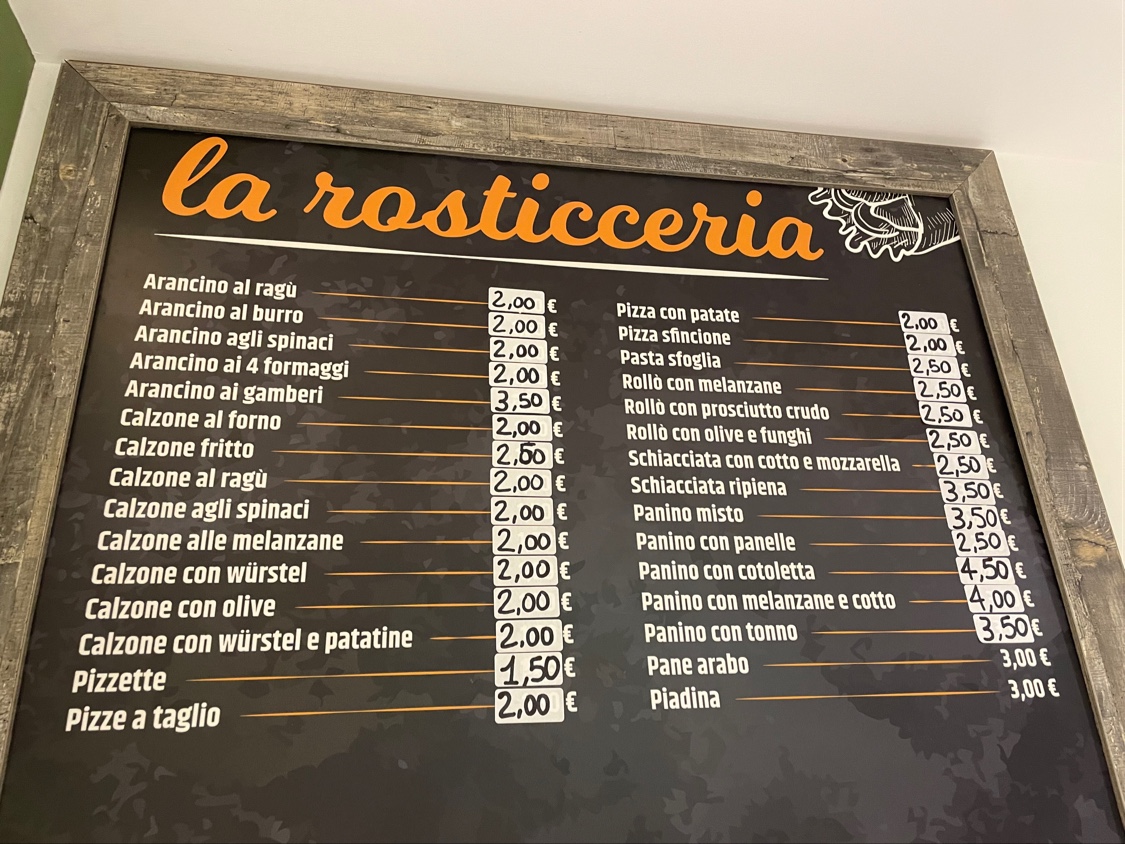 la rosticceria
Arancino al ragù 2,00 €
Arancino al burro 2,00 €
Arancino agli spinaci 2,00 €
Arancino ai 4 formaggi 2,00 €
Arancino ai gamberi 3,50 €
Calzone al forno 2,00 €
Calzone fritto 2,50 €
Calzone al ragù 2,00 €
Calzone agli spinaci 2,00 €
Calzone alle melanzane 2,00 €
Calzone con würstel 2,00 €
Calzone con olive 2,00 €
Calzone con würstel e patatine 2,00 €
Pizzette 1,50 €
Pizze a taglio 2,00 €
Pizza con patate 2,00 €
Pizza sfincione 2,00 €
Pasta sfoglia 2,50 €
Rollò con melanzane 2,50 €
Rollò con prosciutto crudo 2,50 €
Rollò con olive e funghi 2,50 €
Schiacciata con cotto e mozzarella 2,50 €
Schiacciata ripiena 3,50 €
Panino misto 3,50 €
Panino con panelle 2,50 €
Panino con cotoletta 4,50 €
Panino con melanzane e cotto 4,00 €
Panino con tonno 3,50 €
Pane arabo 3,00 €
Piadina 3,00 €